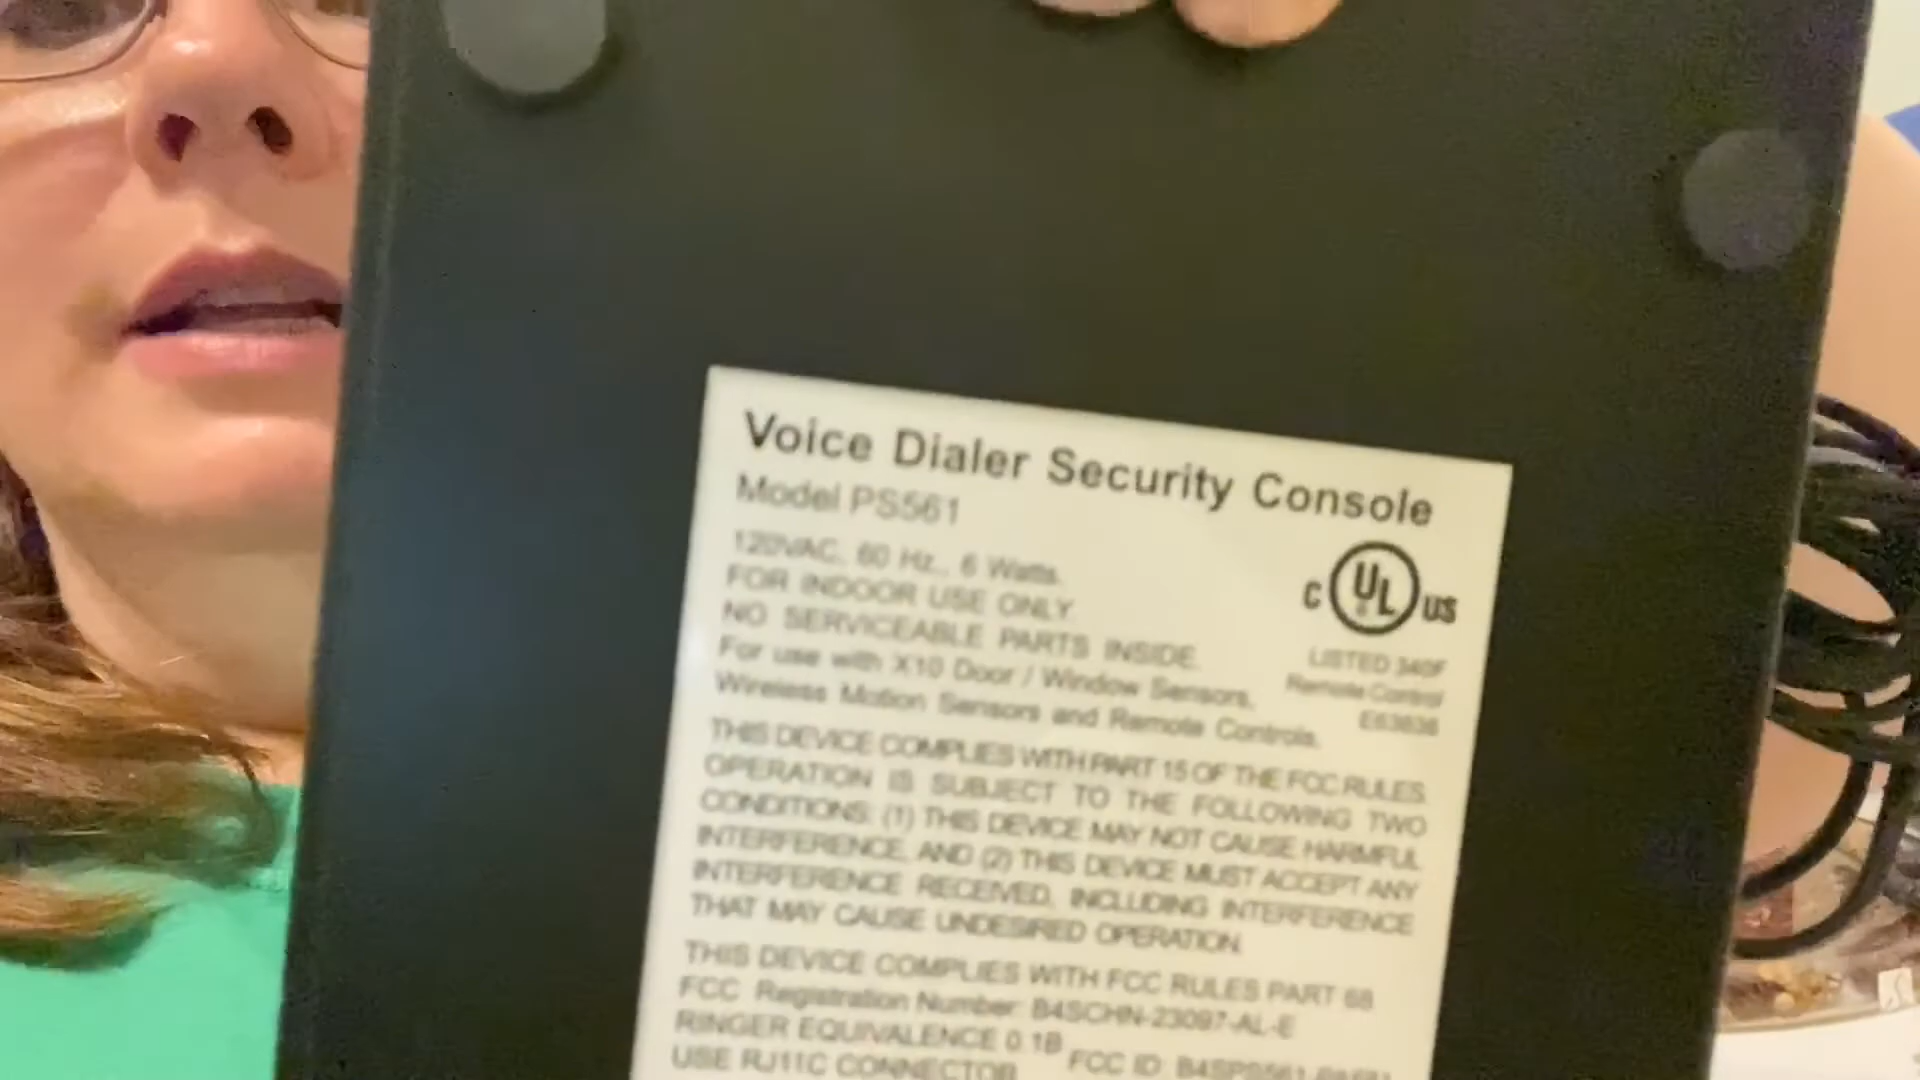 Voice Dialer Security Console
Model PS561
120VAC, 60 Hz., 6 Watts.
FOR INDOOR USE ONLY
NO SERVICEABLE PARTS INSIDE.
For use with X10 Door / Window Sensors,
Wireless Motion Sensors and Remote Controls.
C UL US
LISTED 340F
Remote Control
THIS DEVICE COMPLIES WITH PART 15 OF THE FCC RULES.
OPERATION IS SUBJECT TO THE FOLLOWING TWO
CONDITIONS: (1) THIS DEVICE MAY NOT CAUSE HARMFUL
INTERFERENCE, AND (2) THIS DEVICE MUST ACCEPT ANY
INTERFERENCE RECEIVED, INCLUDING INTERFERENCE
THAT MAY CAUSE UNDESIRED OPERATION.
THIS DEVICE COMPLIES WITH FCC RULES PART 68
FCC Registration Number: B4SCHN-23097-AL-E
RINGER EQUIVALENCE 0.1B
USE RJ11C CONNECTOR
FCC ID: